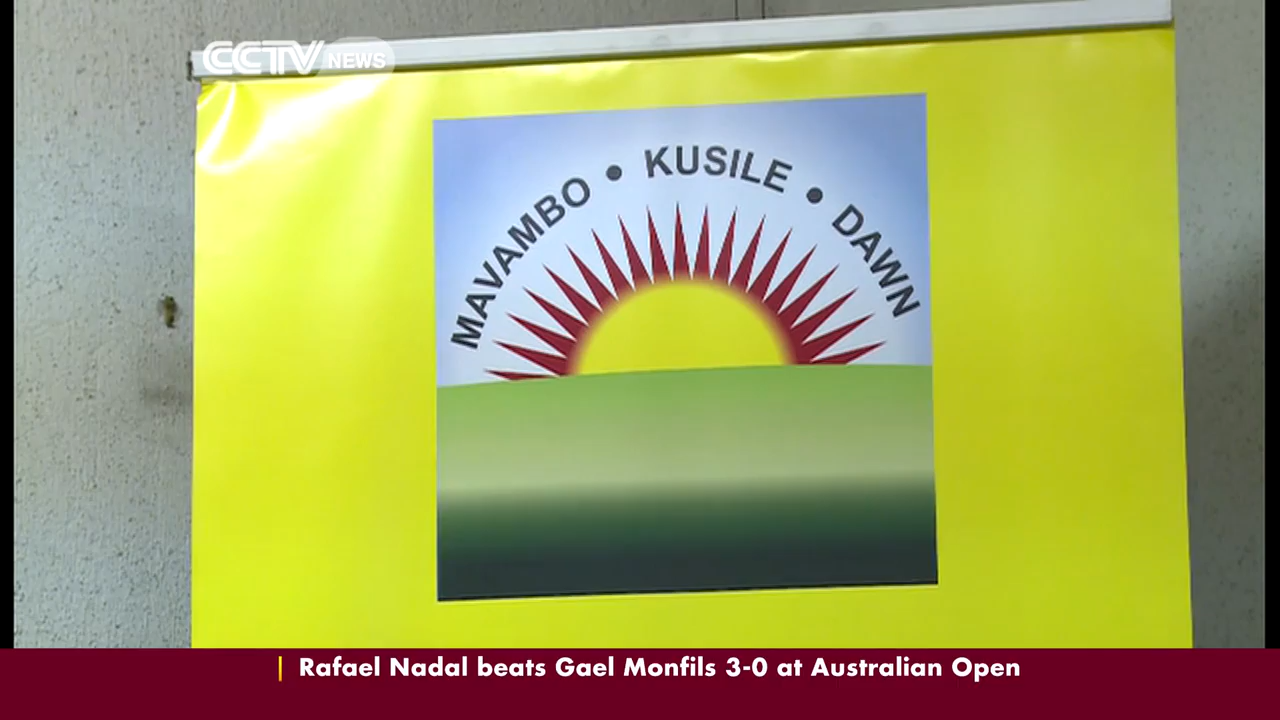 CCTV NEWS
MAVAMBO • KUSILE • DAWN
Rafael Nadal beats Gael Monfils 3-0 at Australian Open